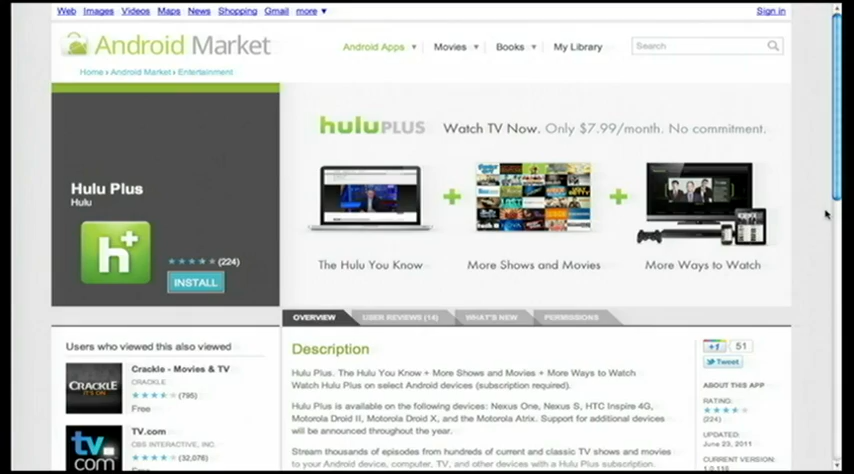 Web Images Videos Maps News Shopping Gmail more ▼ Sign in
Android Market
Android Apps ▼ Movies ▼ Books ▼ My Library Search
Home › Android Market › Entertainment
huluPLUS Watch TV Now. Only $7.99/month. No commitment.
Hulu Plus
Hulu
h+
(224)
INSTALL
The Hulu You Know
More Shows and Movies
More Ways to Watch
OVERVIEW USER REVIEWS (14) WHAT'S NEW PERMISSIONS
Users who viewed this also viewed
CRACKLE
IT'S ON
Crackle - Movies & TV
CRACKLE
(795)
Free
tv
com
TV.com
CBS INTERACTIVE, INC.
(32,076)
Free
Description
Hulu Plus. The Hulu You Know + More Shows and Movies + More Ways to Watch
Watch Hulu Plus on select Android devices (subscription required).
Hulu Plus is available on the following devices: Nexus One, Nexus S, HTC Inspire 4G,
Motorola Droid II, Motorola Droid X, and the Motorola Atrix. Support for additional devices
will be announced throughout the year.
Stream thousands of episodes from hundreds of current and classic TV shows and movies
to your Android device, computer, TV, and other devices with a Hulu Plus subscription.
+1 51
Tweet
ABOUT THIS APP
RATING:
(224)
UPDATED:
June 23, 2011
CURRENT VERSION: